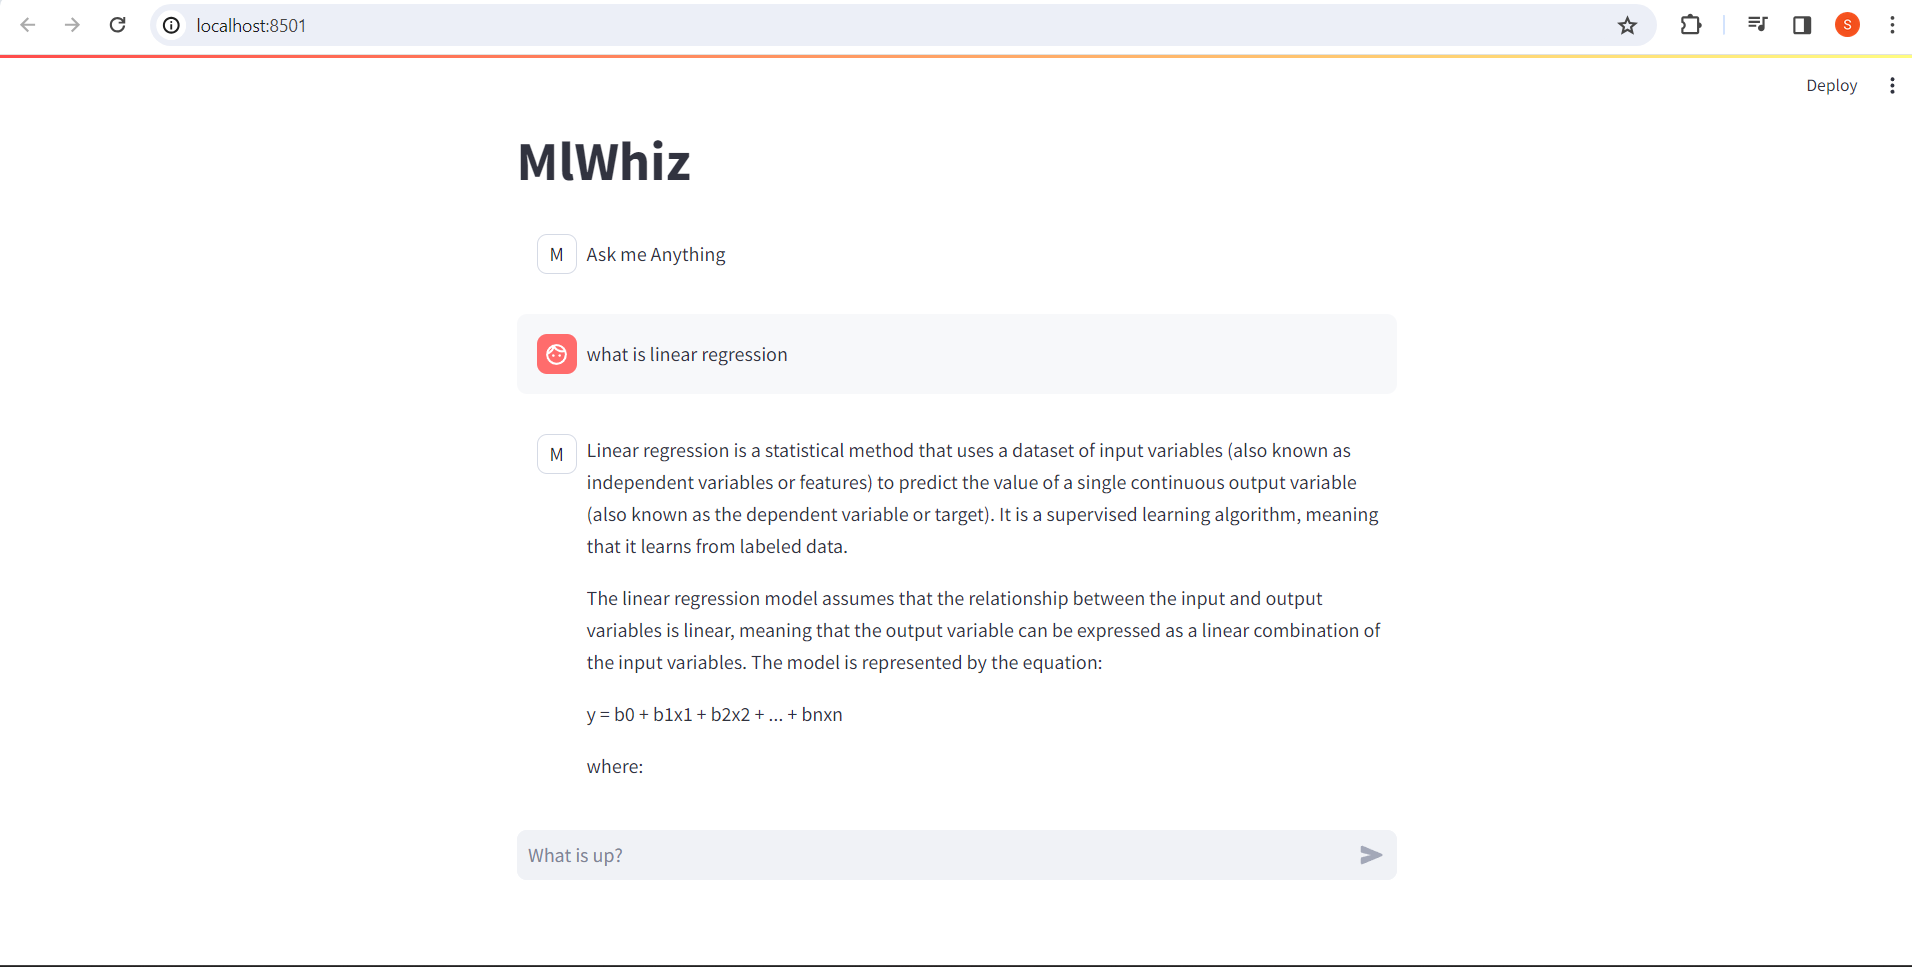 localhost:8501
S
Deploy
MlWhiz
M
Ask me Anything
what is linear regression
M
Linear regression is a statistical method that uses a dataset of input variables (also known as
independent variables or features) to predict the value of a single continuous output variable
(also known as the dependent variable or target). It is a supervised learning algorithm, meaning
that it learns from labeled data.
The linear regression model assumes that the relationship between the input and output
variables is linear, meaning that the output variable can be expressed as a linear combination of
the input variables. The model is represented by the equation:
y = b0 + b1x1 + b2x2 + ... + bnxn
where:
What is up?